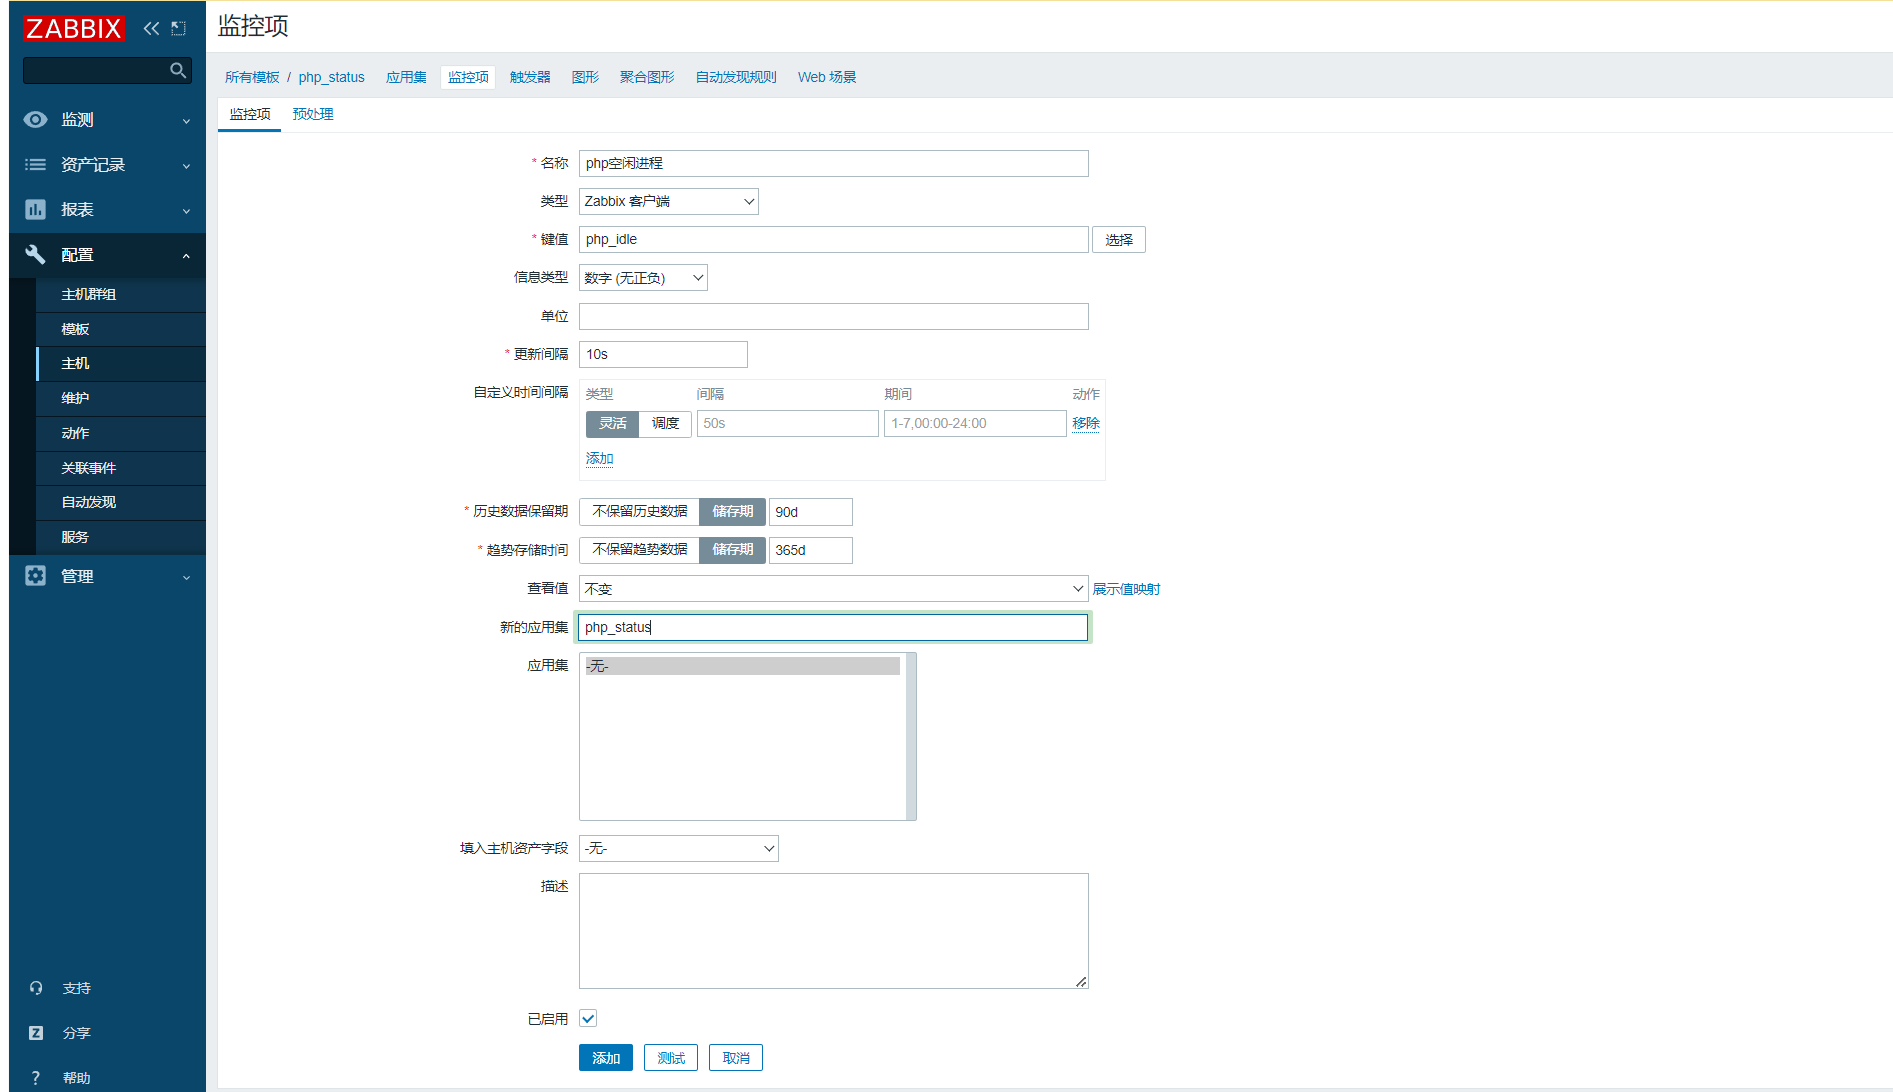 ZABBIX
监测
资产记录
报表
配置
主机群组
模板
主机
维护
动作
关联事件
自动发现
服务
管理
支持
分享
? 帮助
监控项
所有模板 / php_status 应用集 监控项 触发器 图形 聚合图形 自动发现规则 Web 场景
监控项 预处理
* 名称 php空闲进程
类型 Zabbix 客户端
* 键值 php_idle 选择
信息类型 数字 (无正负)
单位
* 更新间隔 10s
自定义时间间隔 类型 间隔 期间 动作
灵活 调度 50s 1-7,00:00-24:00 移除
添加
* 历史数据保留期 不保留历史数据 储存期 90d
* 趋势存储时间 不保留趋势数据 储存期 365d
查看值 不变 展示值映射
新的应用集 php_status
应用集 -无-
填入主机资产字段 -无-
描述
已启用
添加 测试 取消